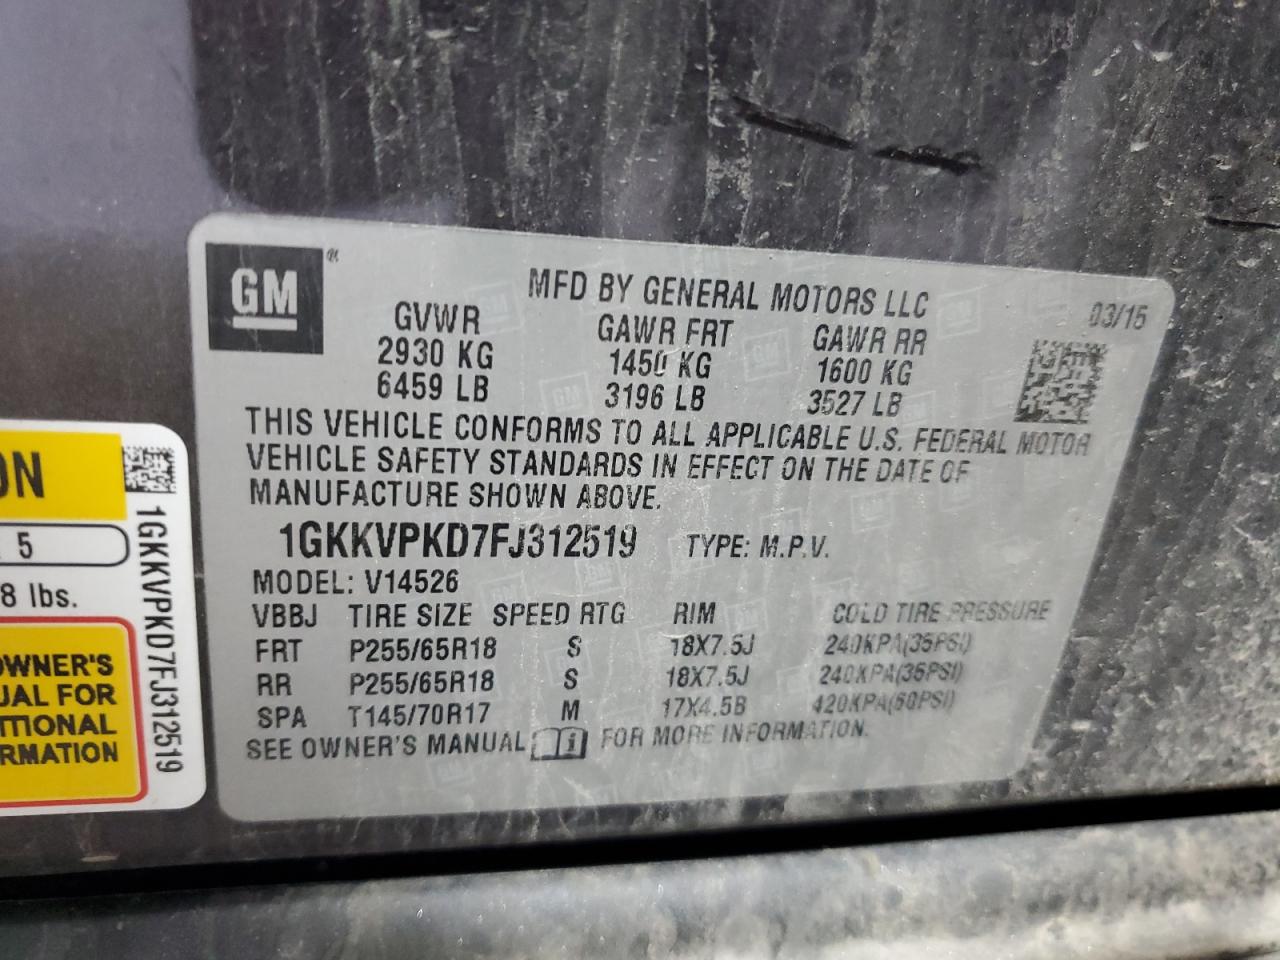 GM
MFD BY GENERAL MOTORS LLC
03/15
GVWR GAWR FRT GAWR RR
2930 KG 1450 KG 1600 KG
6459 LB 3196 LB 3527 LB
THIS VEHICLE CONFORMS TO ALL APPLICABLE U.S. FEDERAL MOTOR
VEHICLE SAFETY STANDARDS IN EFFECT ON THE DATE OF
MANUFACTURE SHOWN ABOVE.
1GKKVPKD7FJ312519 TYPE: M.P.V.
MODEL: V14526
VBBJ TIRE SIZE SPEED RTG RIM COLD TIRE PRESSURE
FRT P255/65R18 S 18X7.5J 240KPA(35PSI)
RR P255/65R18 S 18X7.5J 240KPA(35PSI)
SPA T145/70R17 M 17X4.5B 420KPA(60PSI)
SEE OWNER'S MANUAL FOR MORE INFORMATION.
ON
5
8 lbs.
OWNER'S
UAL FOR
ITIONAL
RMATION
1GKKVPKD7FJ312519